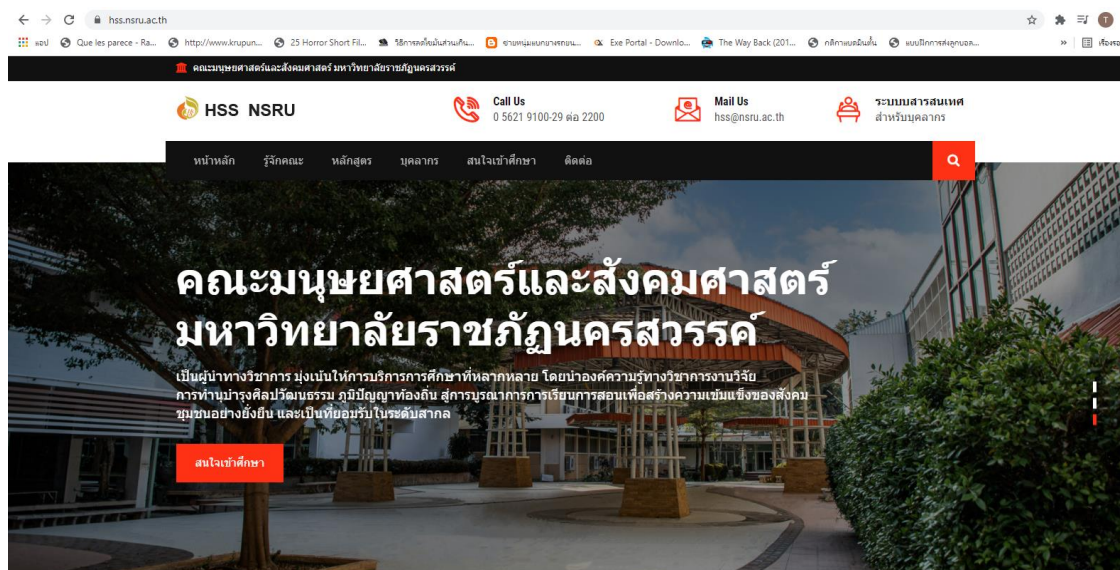 hss.nsru.ac.th
T
แอป
Que les parece - Ra...
http://www.krupun...
25 Horror Short Fil...
Exe Portal - Downlo...
The Way Back (201...
»
คณะมนุษยศาสตร์และสังคมศาสตร์ มหาวิทยาลัยราชภัฏนครสวรรค์
HSS NSRU
Call Us
0 5621 9100-29 ต่อ 2200
Mail Us
hss@nsru.ac.th
ระบบบสารสนเทศ
สำหรับบุคลากร
หน้าหลัก รู้จักคณะ หลักสูตร บุคลากร สนใจเข้าศึกษา ติดต่อ
คณะมนุษยศาสตร์และสังคมศาสตร์
มหาวิทยาลัยราชภัฏนครสวรรค์
เป็นผู้นำทางวิชาการ มุ่งเน้นให้การบริการการศึกษาที่หลากหลาย โดยนำองค์ความรู้ทางวิชาการงานวิจัย
การทำนุบำรุงศิลปวัฒนธรรม ภูมิปัญญาท้องถิ่น สู่การบูรณาการการเรียนการสอนเพื่อสร้างความเข้มแข็งของสังคม
ชุมชนอย่างยั่งยืน และเป็นที่ยอมรับในระดับสากล
สนใจเข้าศึกษา